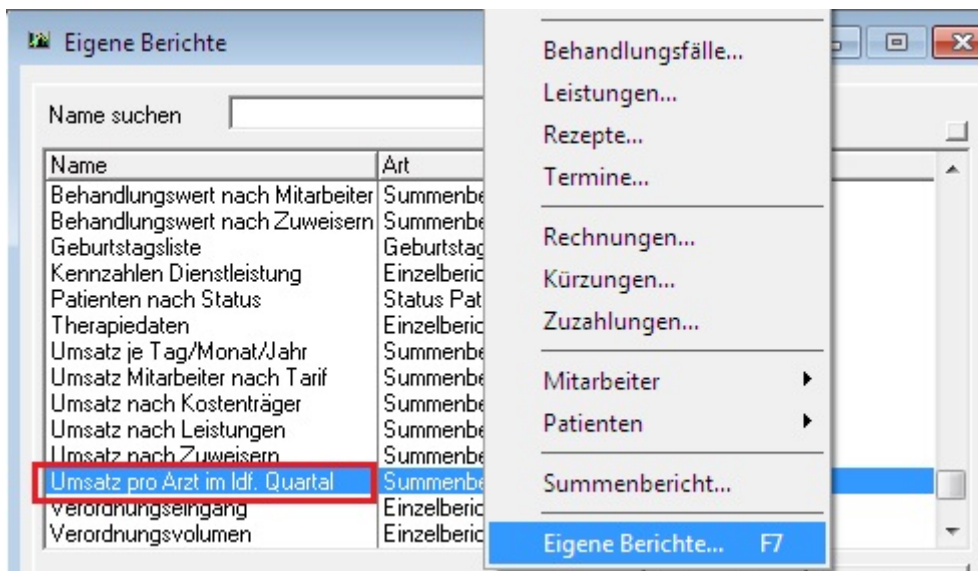 Eigene Berichte
Name suchen
Name Art
Behandlungswert nach Mitarbeiter Summenbe
Behandlungswert nach Zuweisern Summenbe
Geburtstagsliste Geburtstag
Kennzahlen Dienstleistung Einzelberic
Patienten nach Status Status Pat
Therapiedaten Einzelberic
Umsatz je Tag/Monat/Jahr Summenbe
Umsatz Mitarbeiter nach Tarif Summenbe
Umsatz nach Kostenträger Summenbe
Umsatz nach Leistungen Summenbe
Umsatz nach Zuweisern Summenbe
Umsatz pro Arzt im ldf. Quartal Summenbe
Verordnungseingang Einzelberic
Verordnungsvolumen Einzelberic
Behandlungsfälle...
Leistungen...
Rezepte...
Termine...
Rechnungen...
Kürzungen...
Zuzahlungen...
Mitarbeiter
Patienten
Summenbericht...
Eigene Berichte... F7